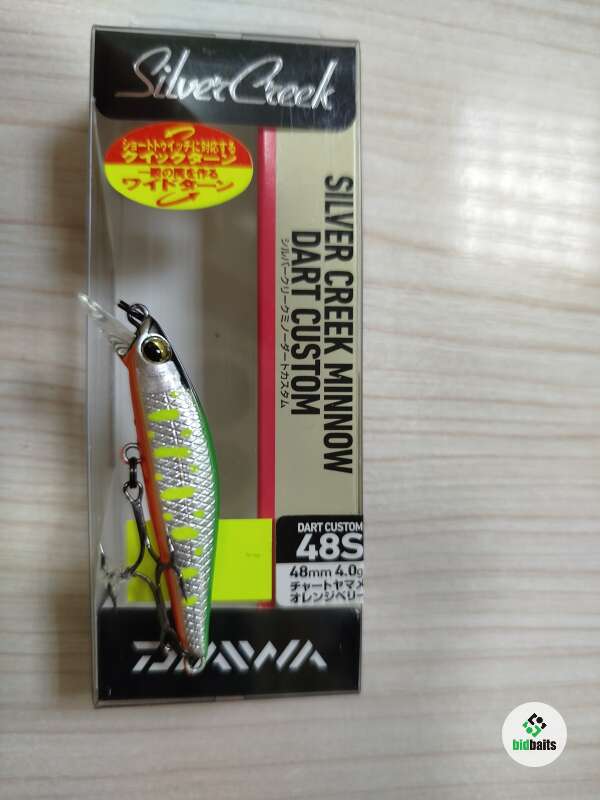 Silver Creek
ショートトゥイッチに対応する
クイックターン
一瞬の間を作る
ワイドターン
SILVER CREEK MINNOW
DART CUSTOM
シルバークリークミノーダートカスタム
DART CUSTOM
48S
48mm 4.0g
チャートヤマメ
オレンジベリー
DAIWA
bidbaits